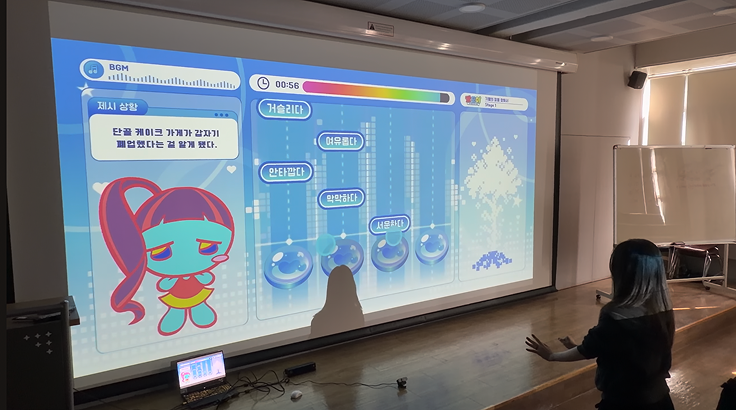 BGM
00:56
제시 상황
단골 케이크 가게가 갑자기
폐업했다는 걸 알게 됐다.
거슬리다
여유롭다
안타깝다
막막하다
서운하다
Stage 1